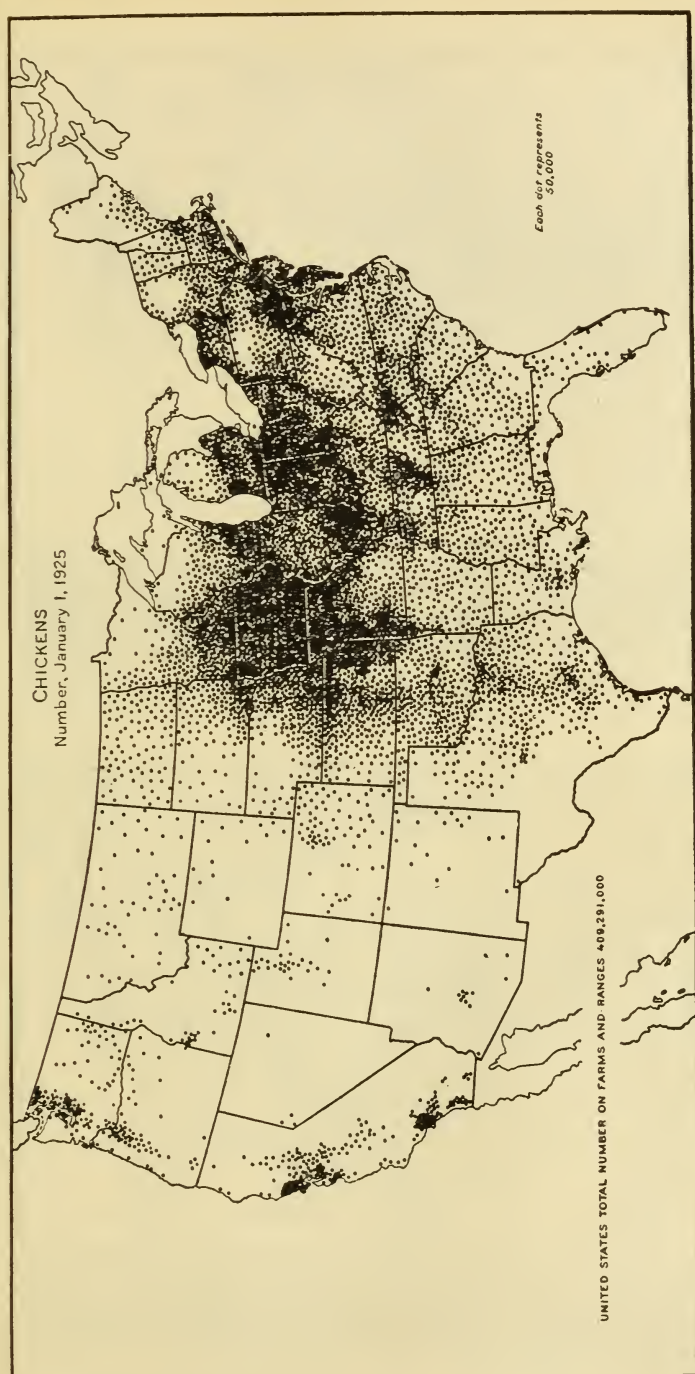 CHICKENS
Number, January 1, 1925
Each dot represents
50,000
UNITED STATES TOTAL NUMBER ON FARMS AND RANGES 409,291,000